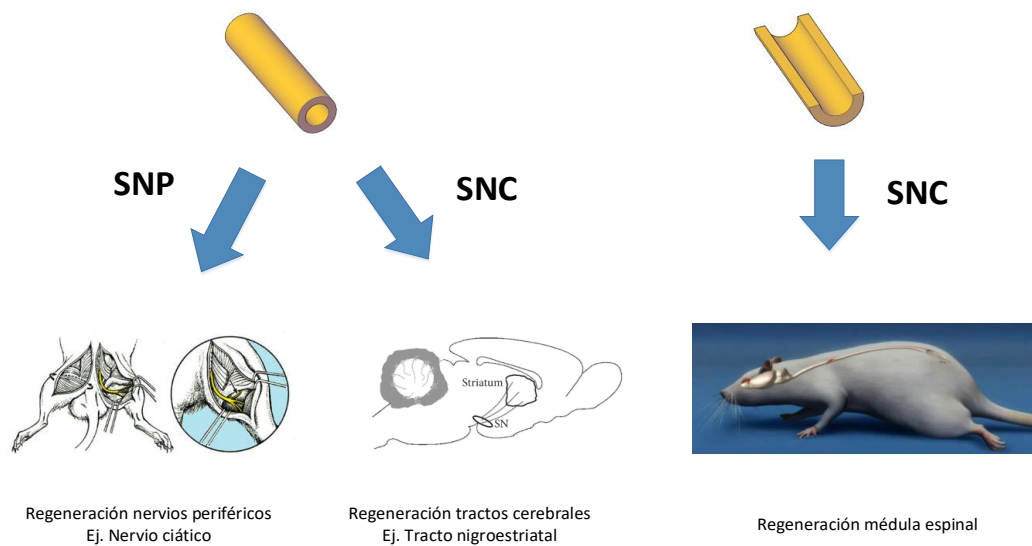 SNP
SNC
SNC
Striatum
SN
Regeneración nervios periféricos
Ej. Nervio ciático
Regeneración tractos cerebrales
Ej. Tracto nigroestriatal
Regeneración médula espinal